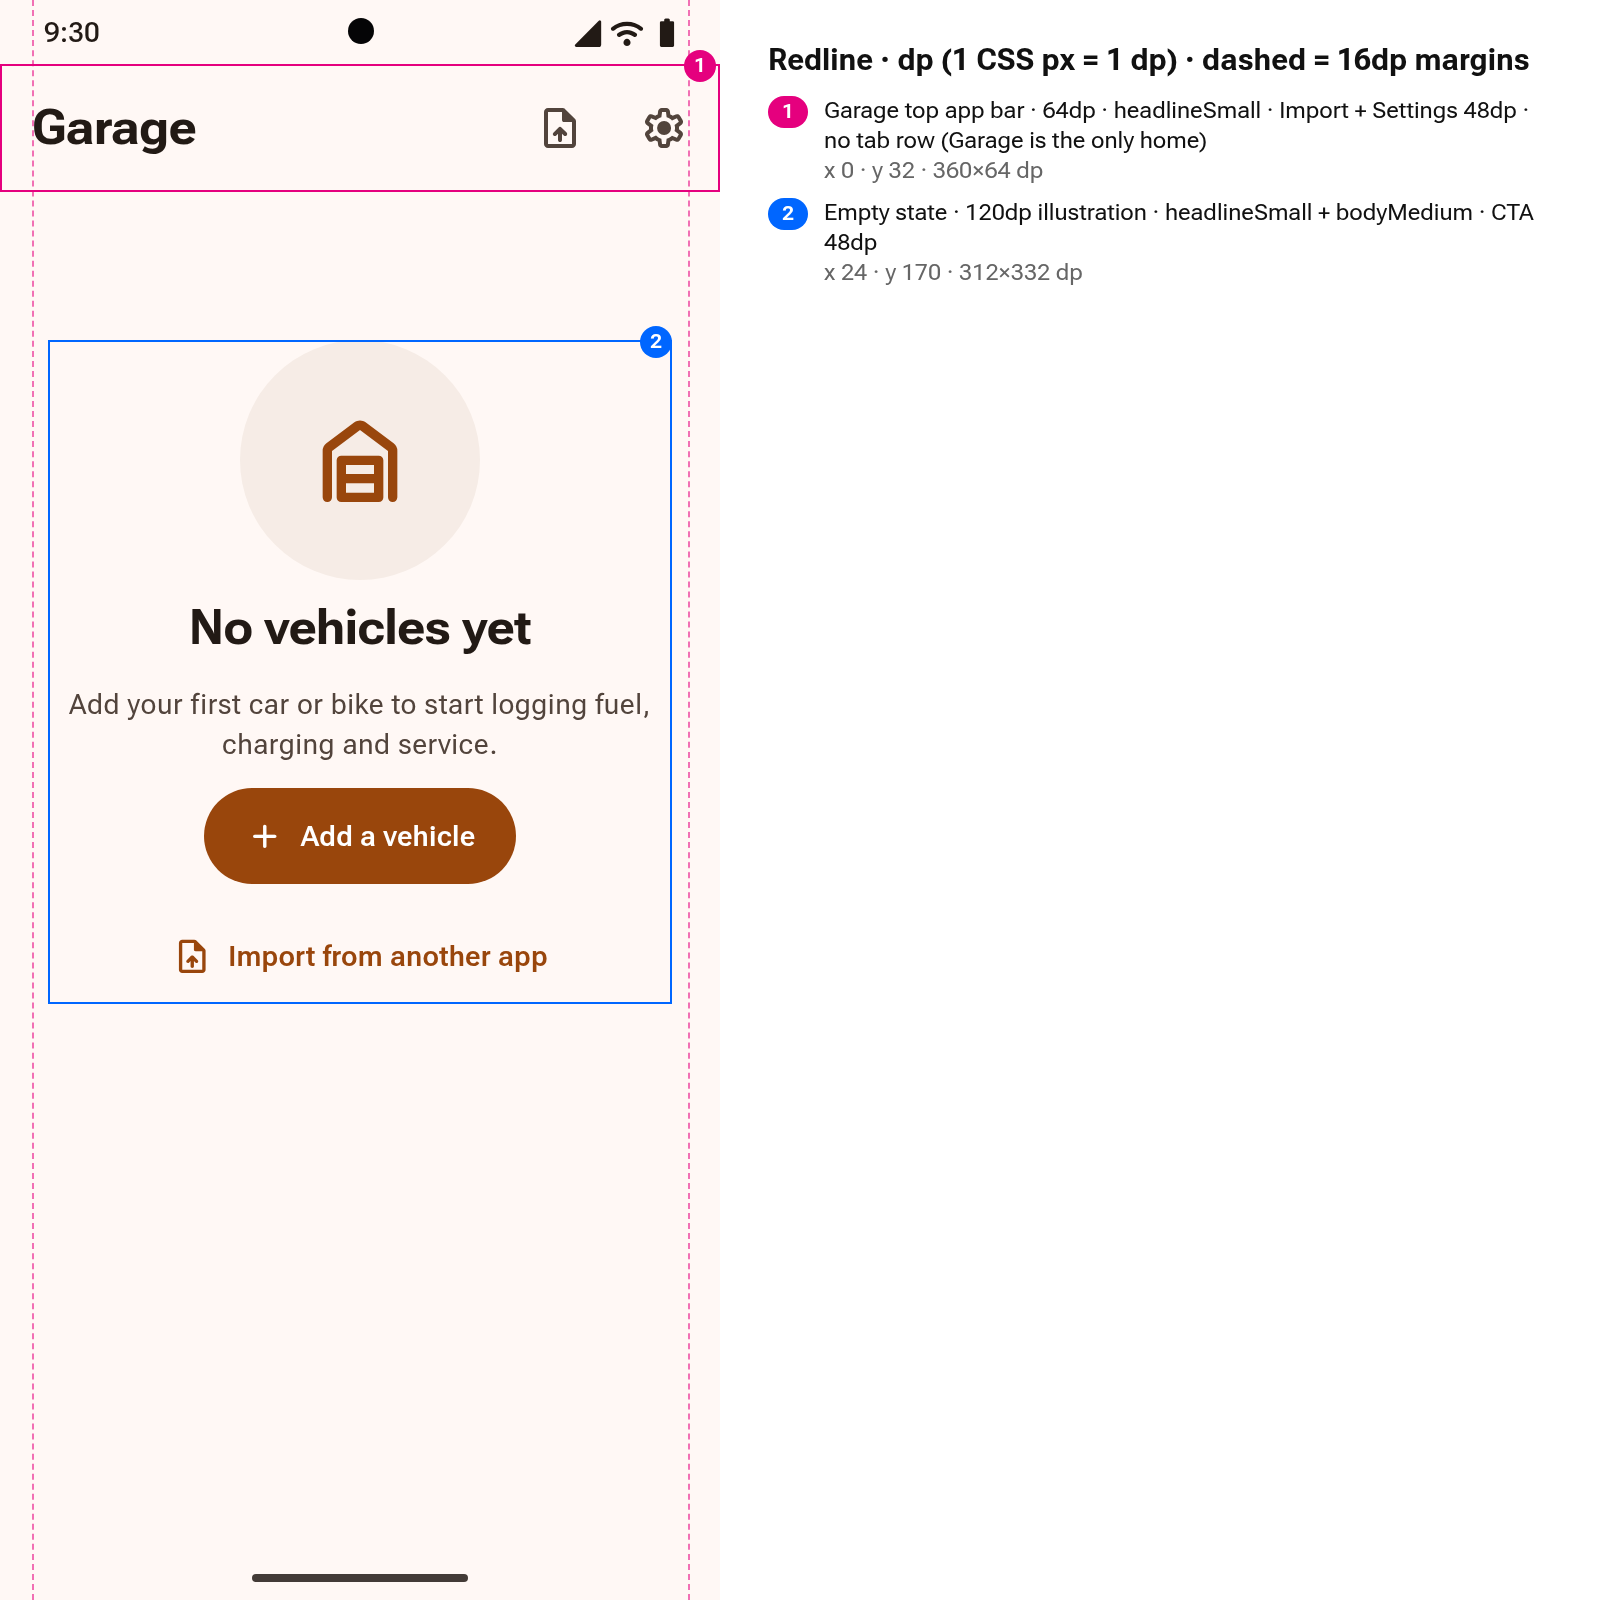 9:30
1
Garage
2
No vehicles yet
Add your first car or bike to start logging fuel,
charging and service.
Add a vehicle
Import from another app
Redline · dp (1 CSS px = 1 dp) · dashed = 16dp margins
1 Garage top app bar · 64dp · headlineSmall · Import + Settings 48dp ·
no tab row (Garage is the only home)
x 0 · y 32 · 360×64 dp
2 Empty state · 120dp illustration · headlineSmall + bodyMedium · CTA
48dp
x 24 · y 170 · 312×332 dp